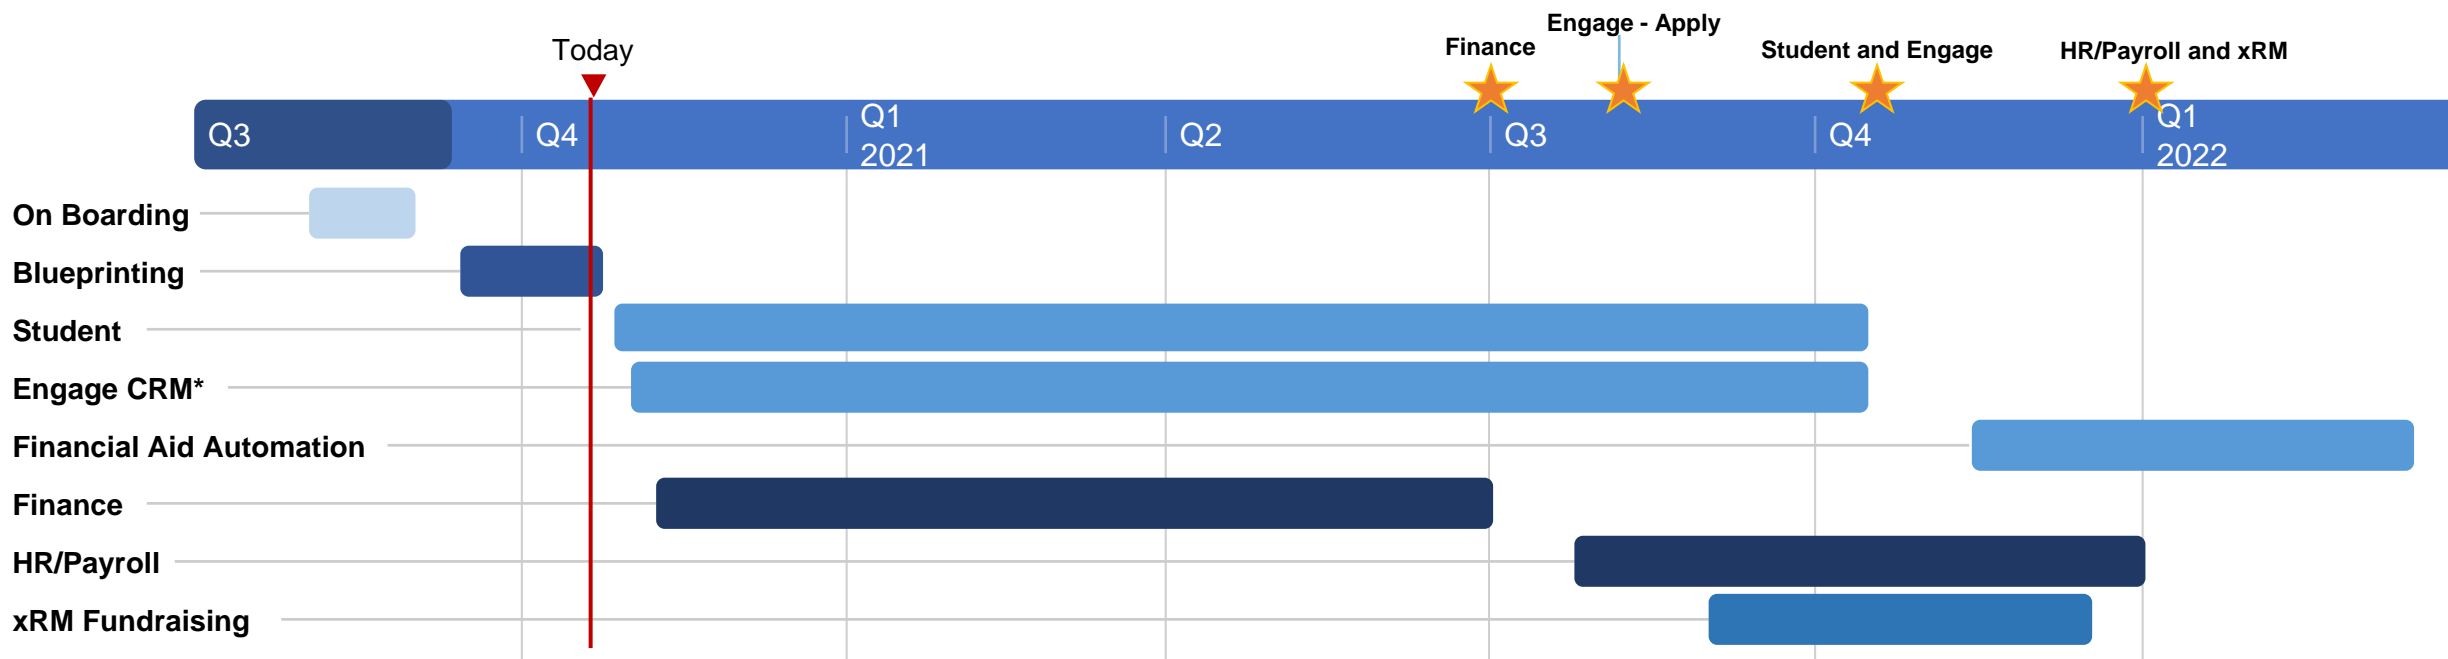 Engage - Apply
Today
Finance
Student and Engage
HR/Payroll and xRM
Q3
Q4
Q1
2021
Q2
Q3
Q4
Q1
2022
On Boarding
Blueprinting
Student
Engage CRM*
Financial Aid Automation
Finance
HR/Payroll
xRM Fundraising